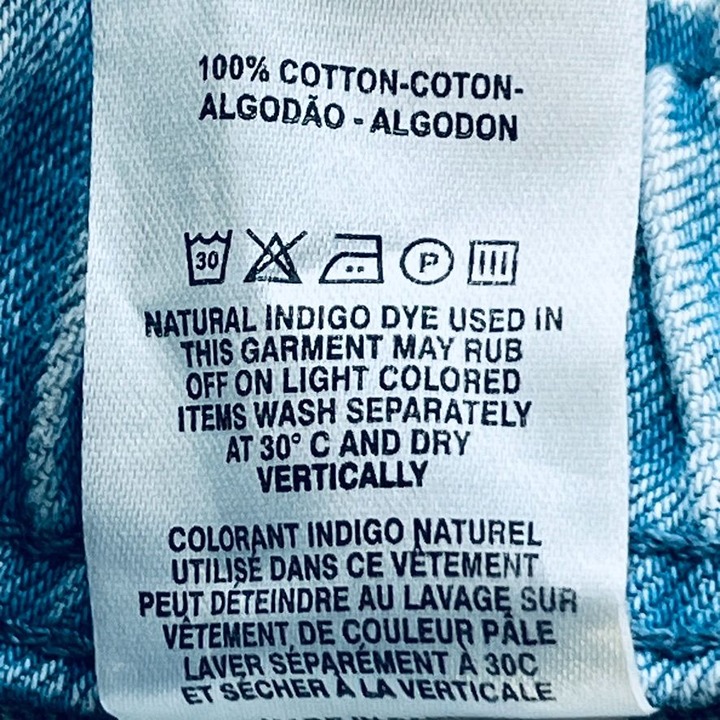 100% COTTON-COTON-
ALGODÃO - ALGODON
30 P
NATURAL INDIGO DYE USED IN
THIS GARMENT MAY RUB
OFF ON LIGHT COLORED
ITEMS WASH SEPARATELY
AT 30° C AND DRY
VERTICALLY
COLORANT INDIGO NATUREL
UTILISÉ DANS CE VÊTEMENT
PEUT DÉTEINDRE AU LAVAGE SUR
VÊTEMENT DE COULEUR PÂLE
LAVER SÉPARÉMENT À 30C
ET SÉCHER À LA VERTICALE